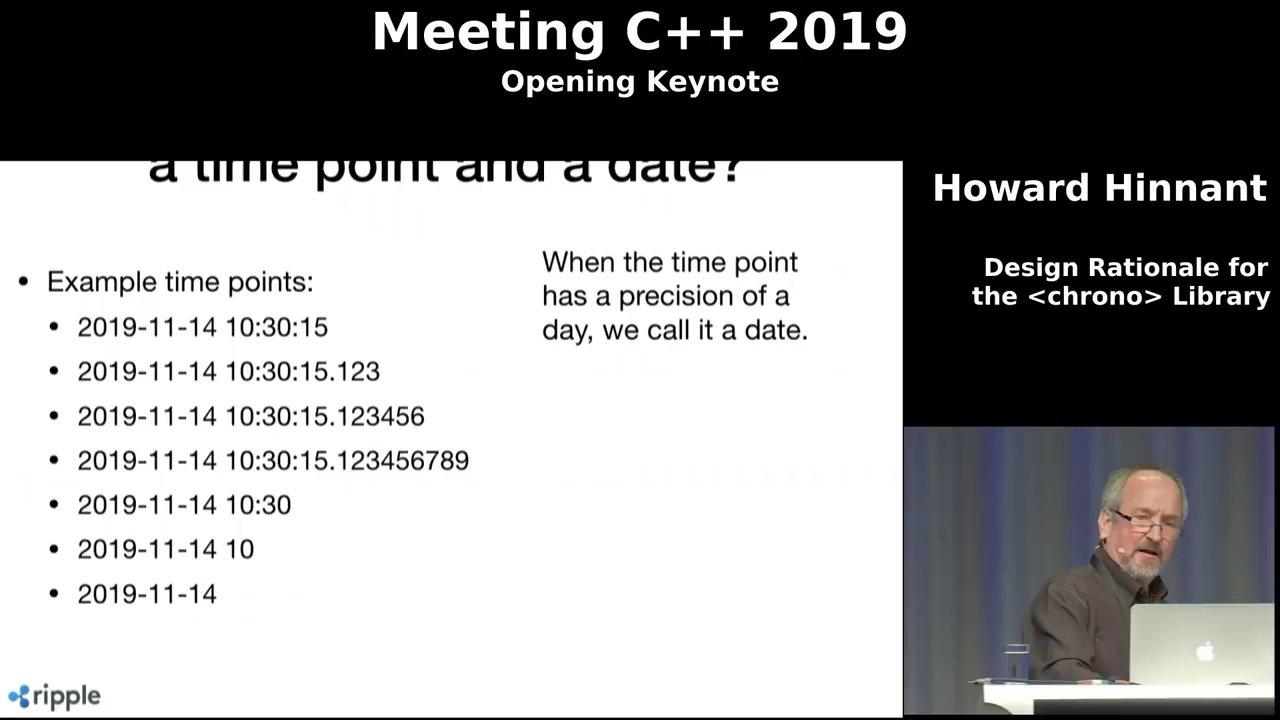 Meeting C++ 2019
Opening Keynote
a time point and a date?
• Example time points:
• 2019-11-14 10:30:15
• 2019-11-14 10:30:15.123
• 2019-11-14 10:30:15.123456
• 2019-11-14 10:30:15.123456789
• 2019-11-14 10:30
• 2019-11-14 10
• 2019-11-14
When the time point
has a precision of a
day, we call it a date.
ripple
Howard Hinnant
Design Rationale for
the <chrono> Library